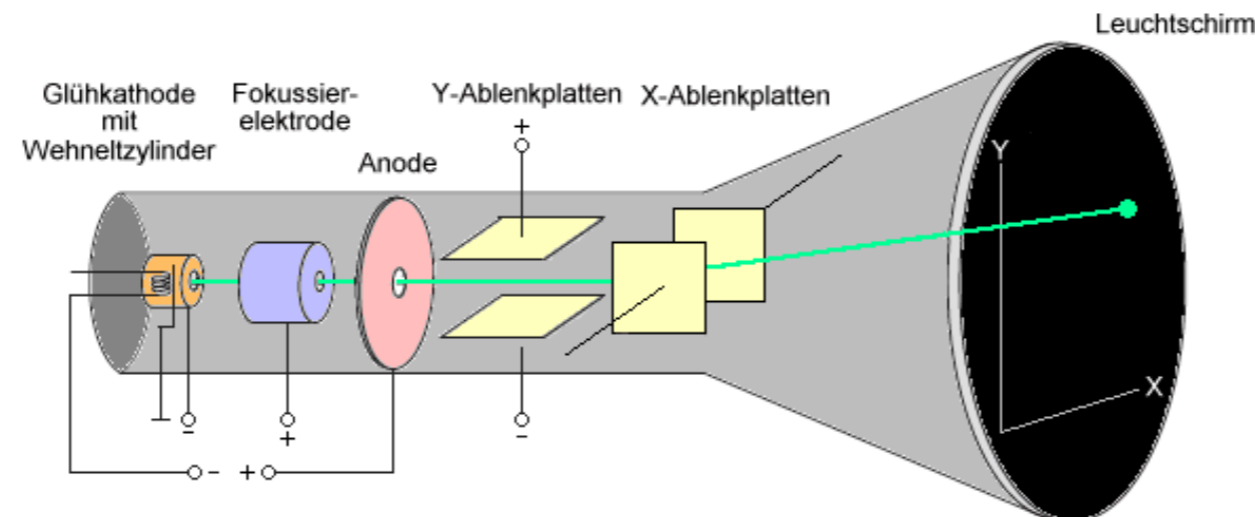 Leuchtschirm
Glühkathode
mit
Wehneltzylinder
Fokussier-
elektrode
Anode
Y-Ablenkplatten
X-Ablenkplatten
+
Y
X
-
+
-
- +